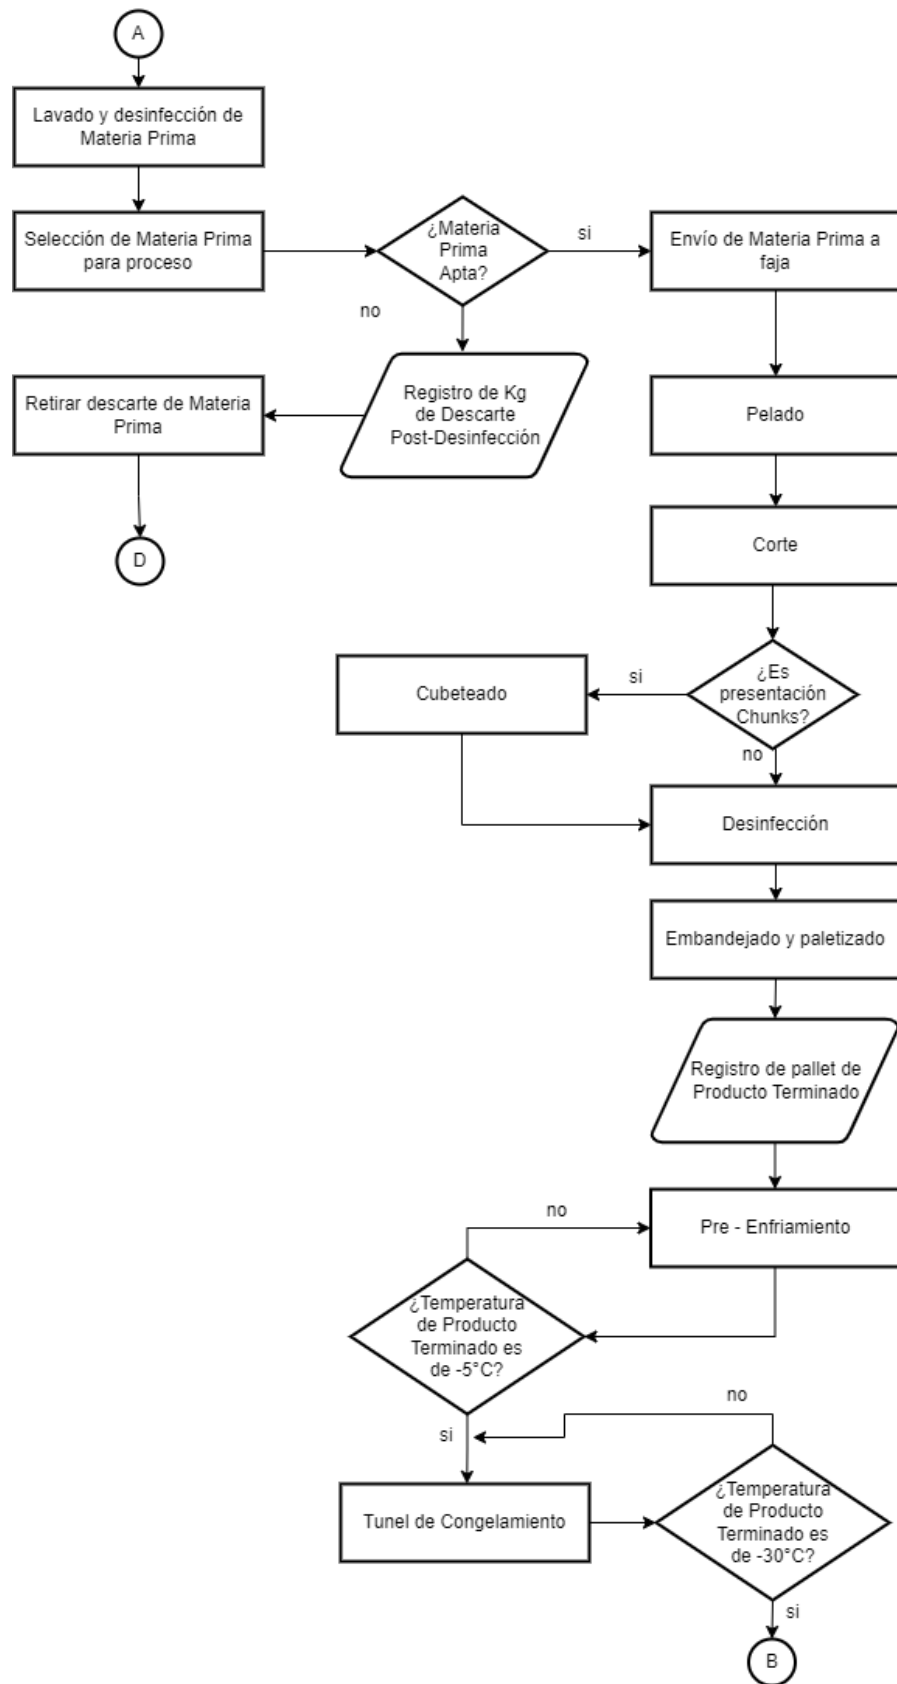 A
Lavado y desinfección de
Materia Prima
Selección de Materia Prima
para proceso
¿Materia
Prima
Apta?
si
Envío de Materia Prima a
faja
no
Retirar descarte de Materia
Prima
Registro de Kg
de Descarte
Post-Desinfección
Pelado
D
Corte
¿Es
presentación
Chunks?
si
Cubeteado
no
Desinfección
Embandejado y paletizado
Registro de pallet de
Producto Terminado
no
Pre - Enfriamiento
¿Temperatura
de Producto
Terminado es
de -5°C?
si
no
Tunel de Congelamiento
¿Temperatura
de Producto
Terminado es
de -30°C?
si
B